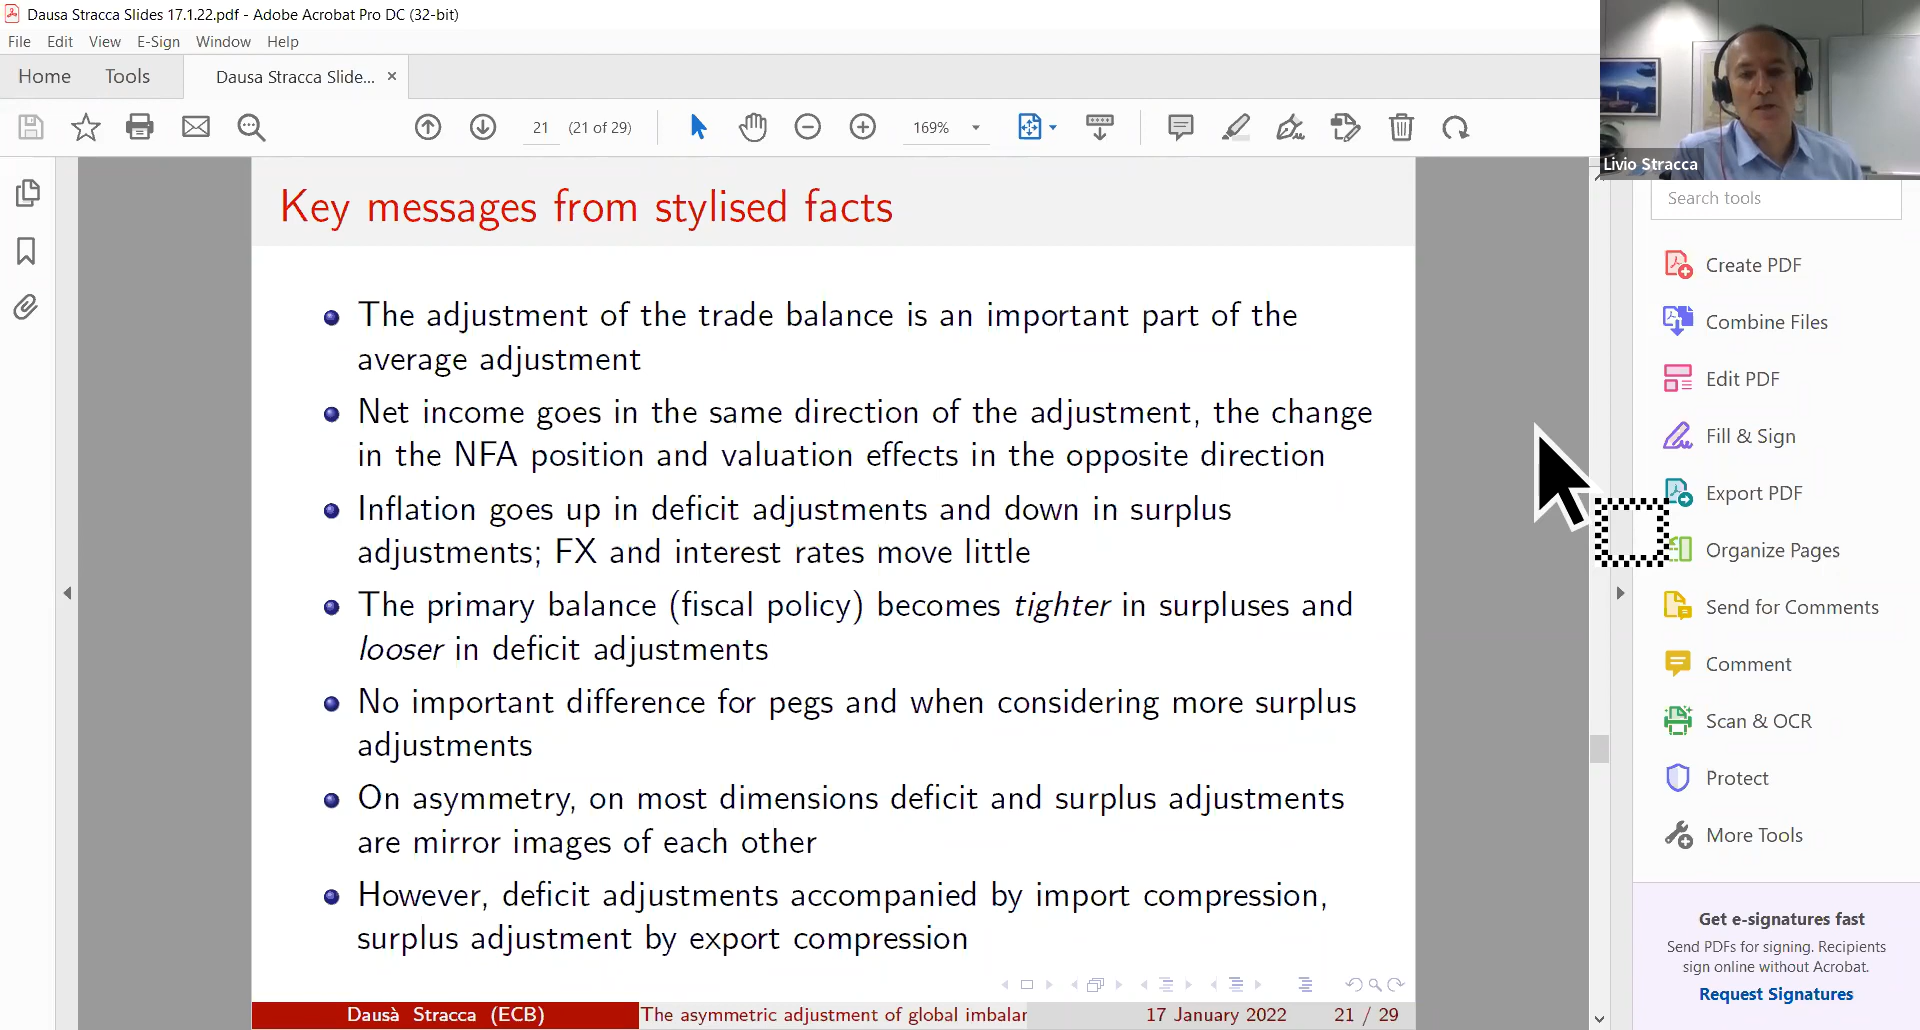 Dausa Stracca Slides 17.1.22.pdf - Adobe Acrobat Pro DC (32-bit)
File Edit View E-Sign Window Help
Home Tools Dausa Stracca Slide... ×
21 (21 of 29) 169%
Livio Stracca
Key messages from stylised facts
The adjustment of the trade balance is an important part of the
average adjustment
Net income goes in the same direction of the adjustment, the change
in the NFA position and valuation effects in the opposite direction
Inflation goes up in deficit adjustments and down in surplus
adjustments; FX and interest rates move little
The primary balance (fiscal policy) becomes tighter in surpluses and
looser in deficit adjustments
No important difference for pegs and when considering more surplus
adjustments
On asymmetry, on most dimensions deficit and surplus adjustments
are mirror images of each other
However, deficit adjustments accompanied by import compression,
surplus adjustment by export compression
Dausà Stracca (ECB) The asymmetric adjustment of global imbalar 17 January 2022 21 / 29
Search tools
Create PDF
Combine Files
Edit PDF
Fill & Sign
Export PDF
Organize Pages
Send for Comments
Comment
Scan & OCR
Protect
More Tools
Get e-signatures fast
Send PDFs for signing. Recipients
sign online without Acrobat.
Request Signatures